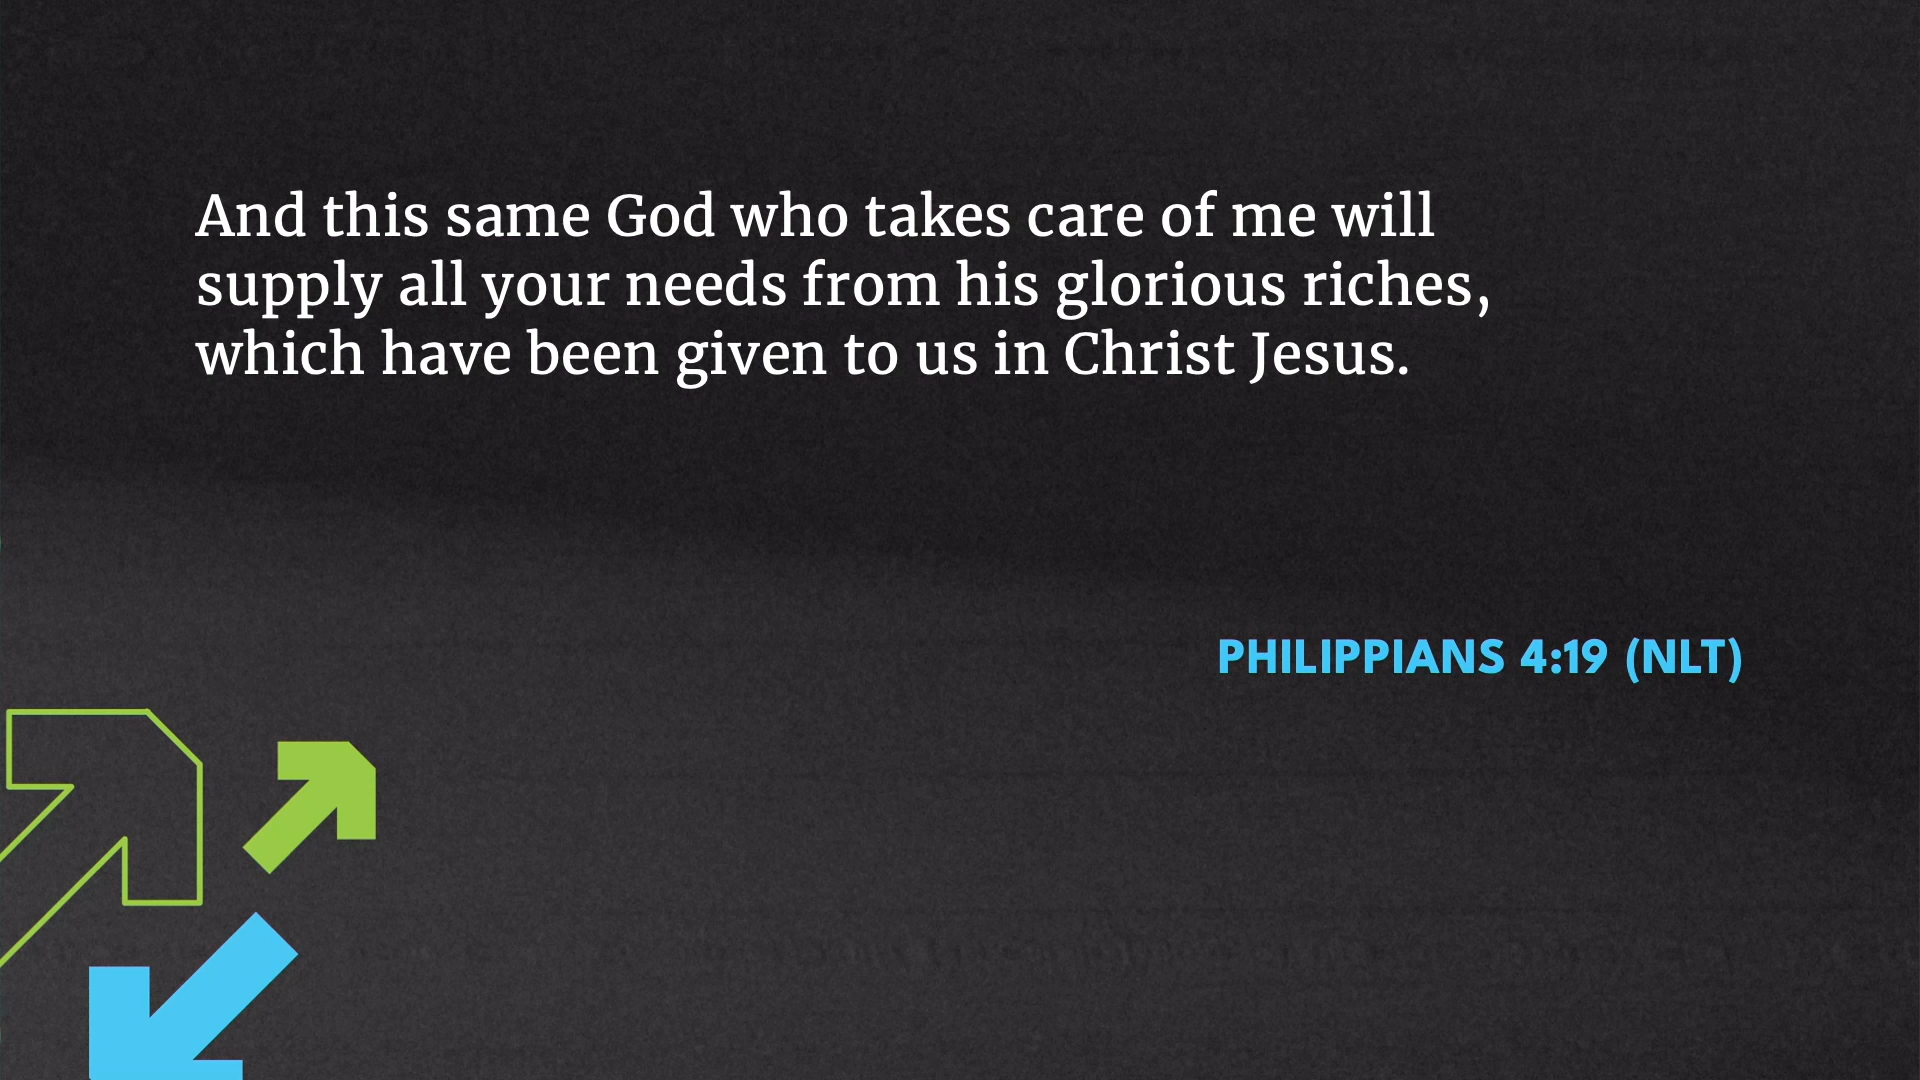 And this same God who takes care of me will
supply all your needs from his glorious riches,
which have been given to us in Christ Jesus.
PHILIPPIANS 4:19 (NLT)